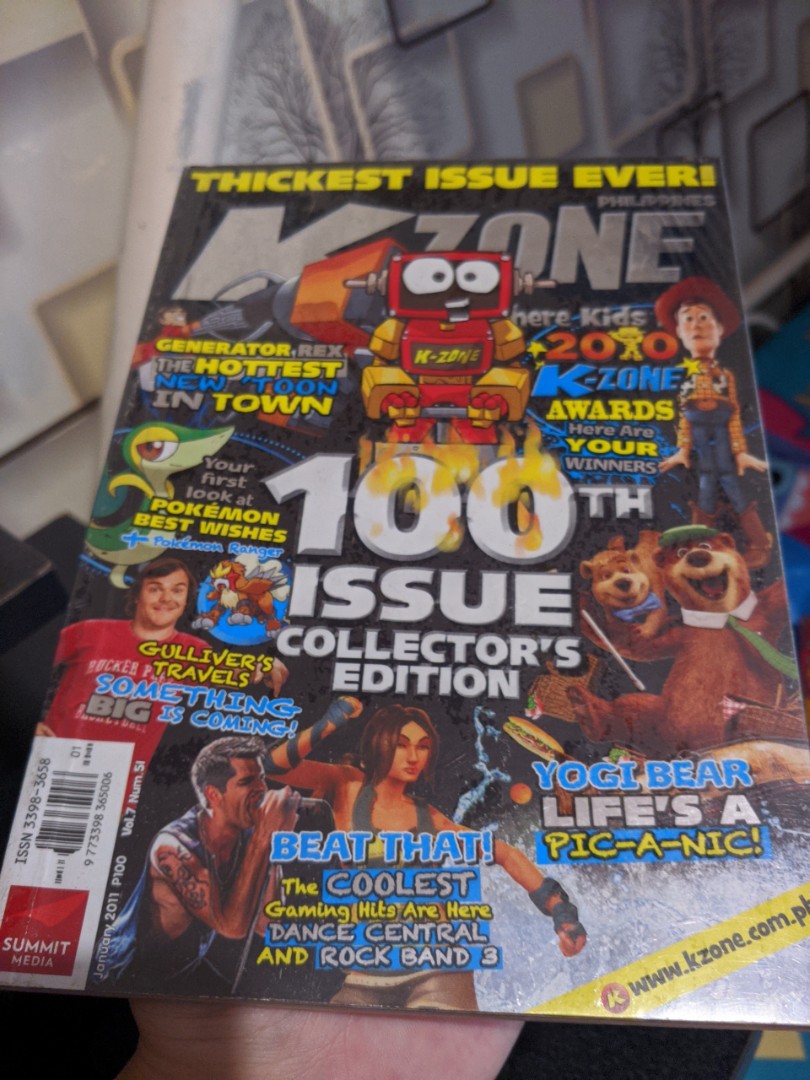 THICKEST ISSUE EVER!
PHILIPPINES
K-ZONE
K-ZONE
here Kids
GENERATOR REX
THE HOTTEST
NEW 'TOON
IN TOWN
2010
K-ZONE
AWARDS
Here Are
YOUR
WINNERS
Your
first
look at
POKÉMON
BEST WISHES
+ Pokémon Ranger
100TH
ISSUE
COLLECTOR'S
EDITION
GULLIVER'S
TRAVELS
SOMETHING
BIG IS COMING!
YOGI BEAR
LIFE'S A
PIC-A-NIC!
BEAT THAT!
The COOLEST
Gaming Hits Are Here
DANCE CENTRAL
AND ROCK BAND 3
ISSN 3398-3658
01
9 773398 365006
Vol.7 Num.51
January 2011 P100
SUMMIT
MEDIA
www.kzone.com.ph